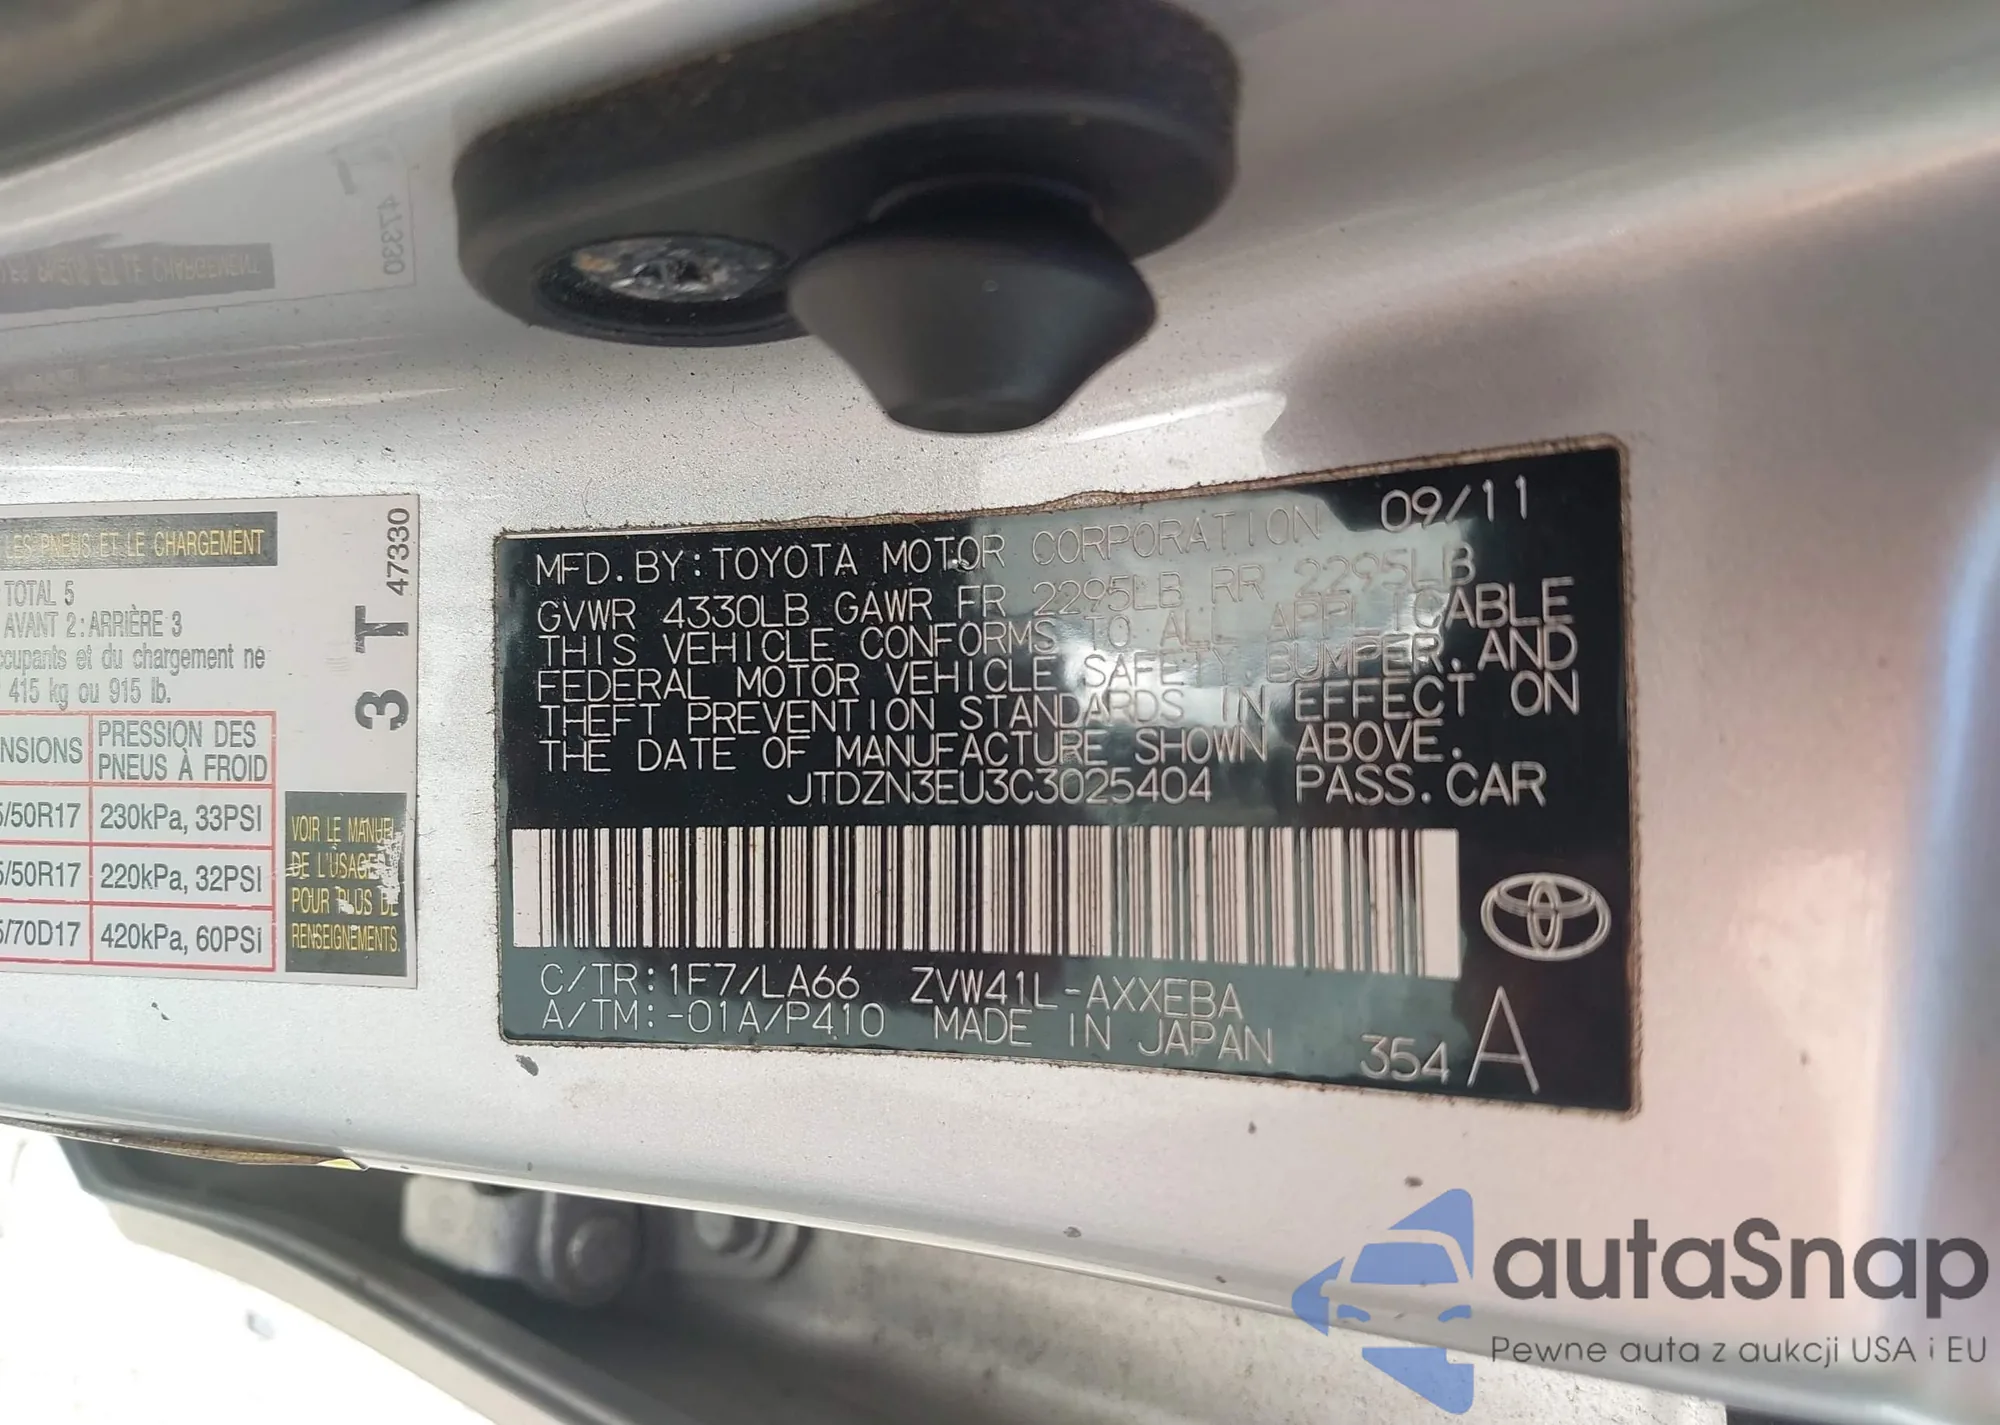 LES PNEUS ET LE CHARGEMENT
TOTAL 5
AVANT 2: ARRIÈRE 3
ccupants et du chargement ne
415 kg ou 915 lb.
NSIONS PRESSION DES PNEUS À FROID
5/50R17 230kPa, 33PSI
5/50R17 220kPa, 32PSI
5/70D17 420kPa, 60PSI
3 T 47330
VOIR LE MANUEL
DE L'USAGER
POUR PLUS DE
RENSEIGNEMENTS.
MFD. BY: TOYOTA MOTOR CORPORATION 09/11
GVWR 4330LB GAWR FR 2295LB RR 2295LB
THIS VEHICLE CONFORMS TO ALL APPLICABLE
FEDERAL MOTOR VEHICLE SAFETY, BUMPER, AND
THEFT PREVENTION STANDARDS IN EFFECT ON
THE DATE OF MANUFACTURE SHOWN ABOVE.
JTDZN3EU3C3025404 PASS. CAR
C/TR: 1F7/LA66 ZVW41L-AXXEBA
A/TM: -01A/P410 MADE IN JAPAN 354 A
autaSnap
Pewne auta z aukcji USA i EU